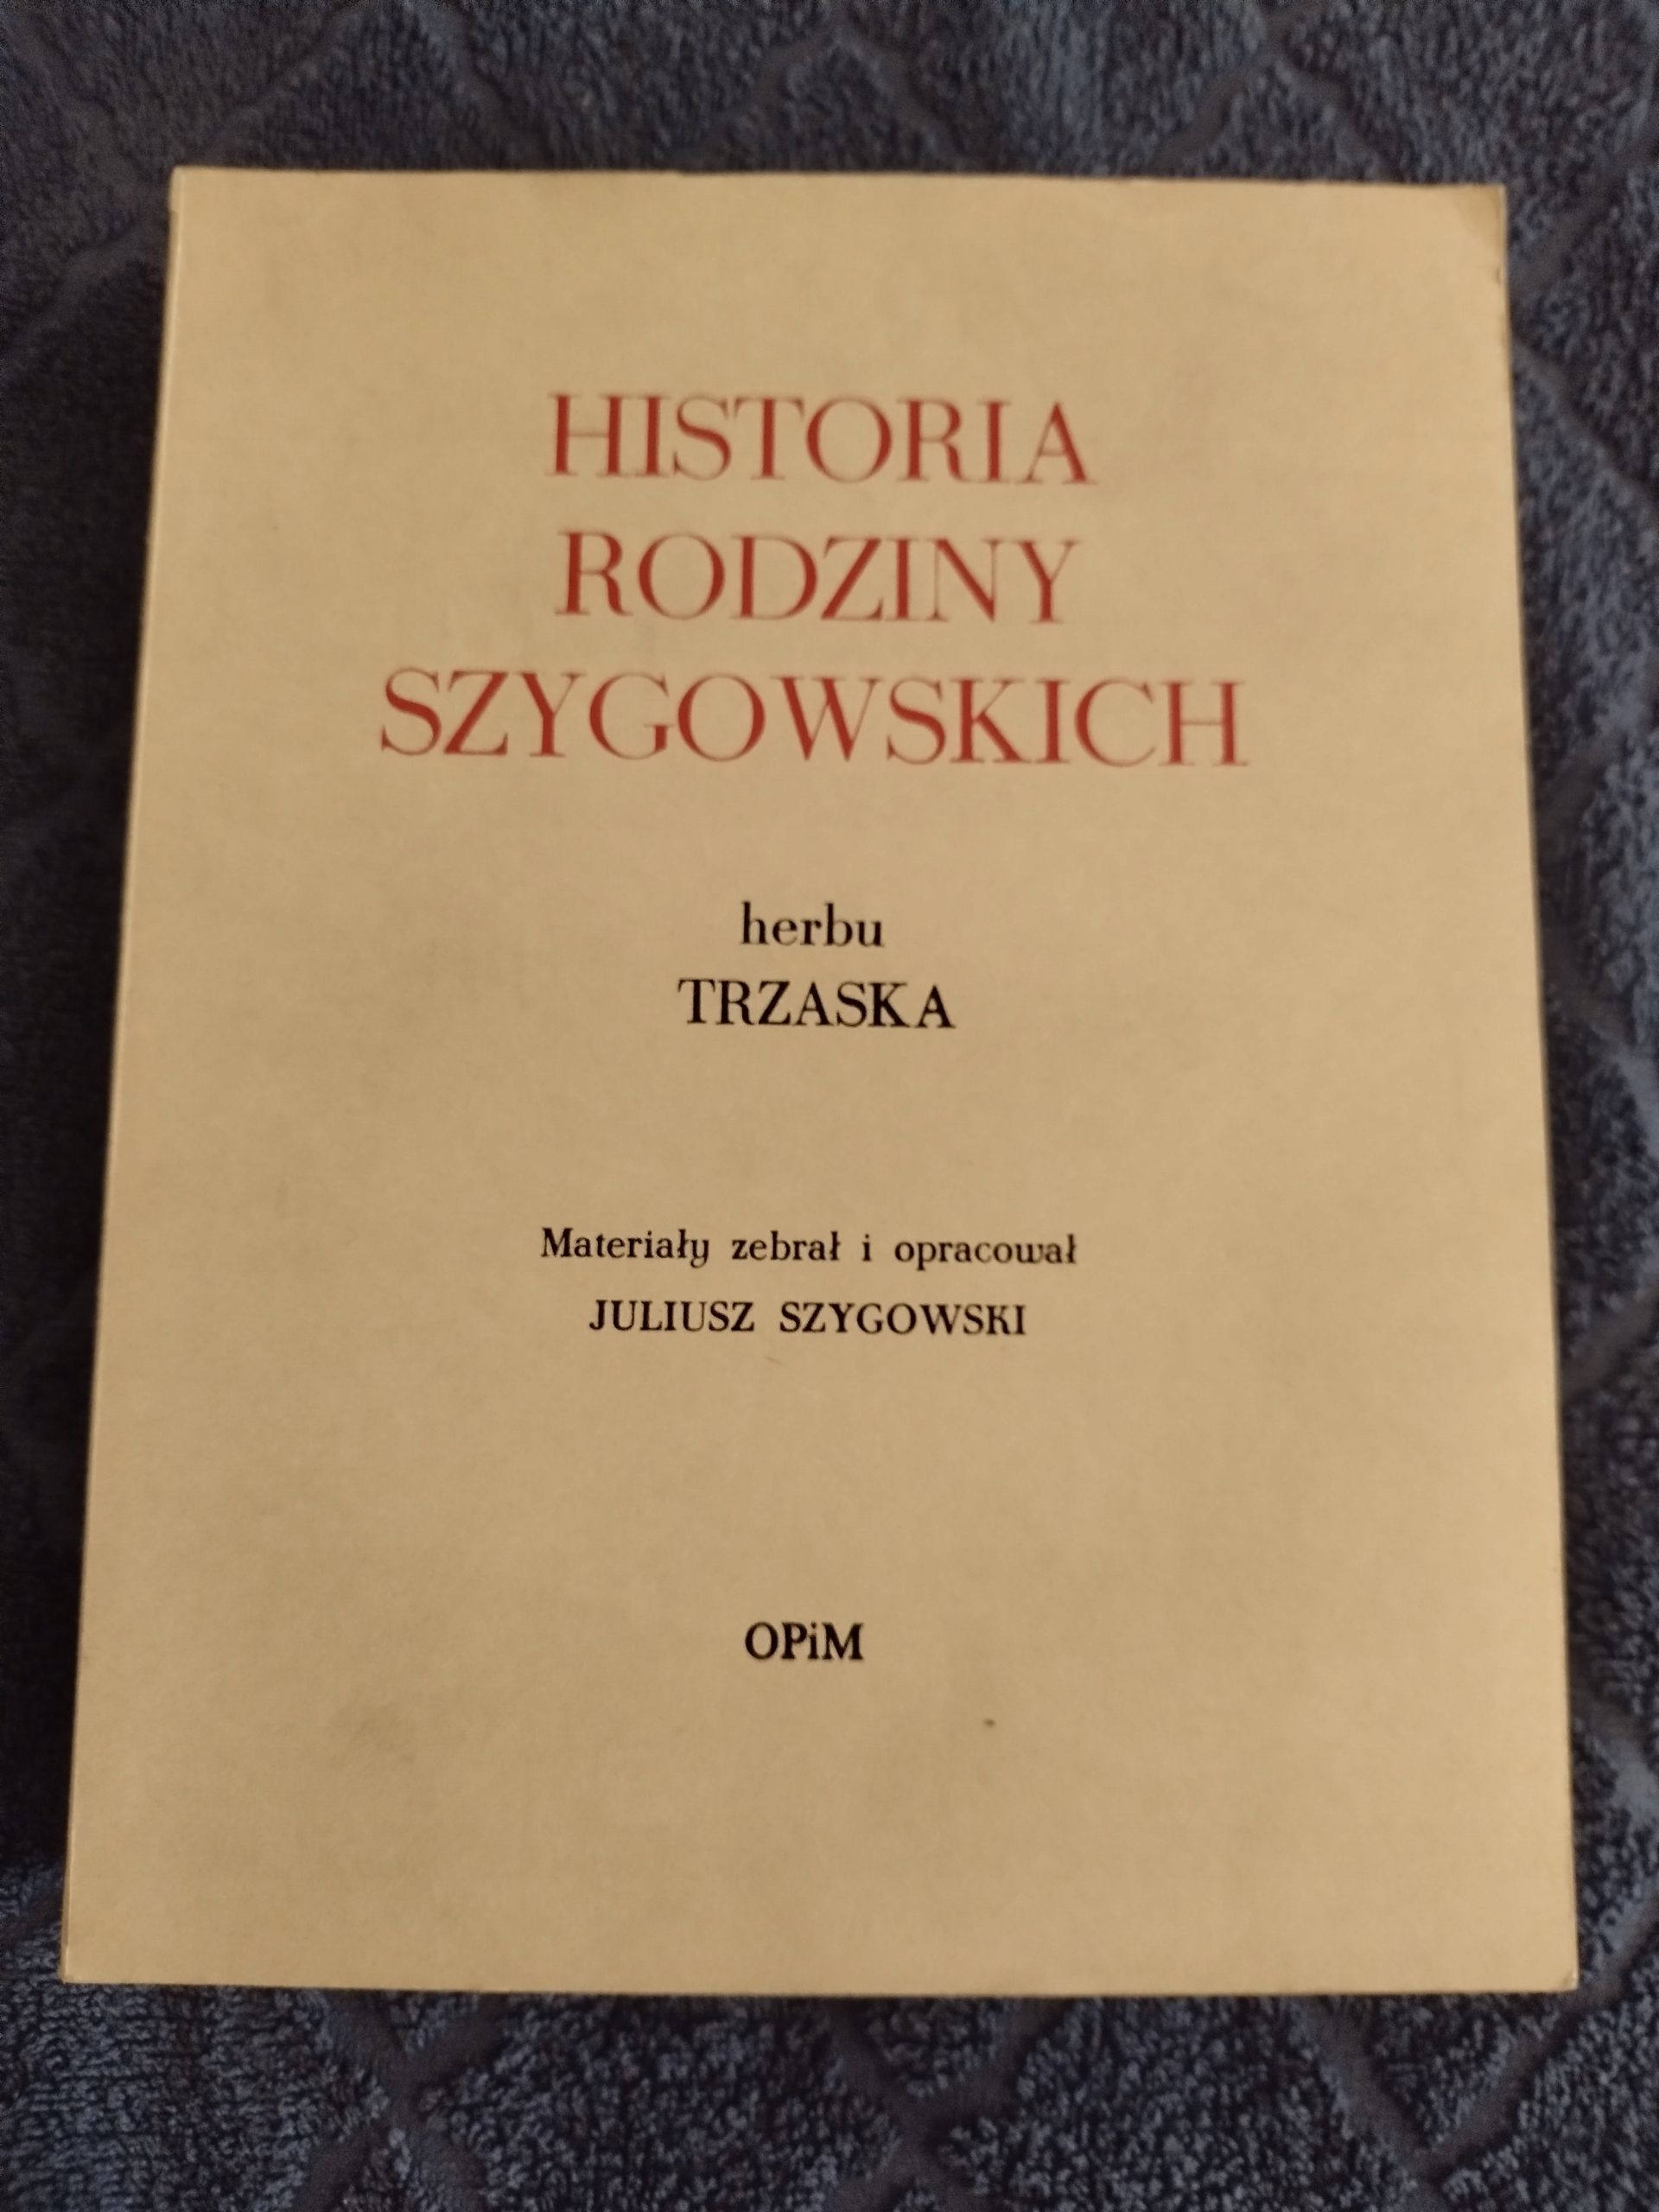 HISTORIA
RODZINY
SZYGOWSKICH
herbu
TRZASKA
Materiały zebrał i opracował
JULIUSZ SZYGOWSKI
OPiM